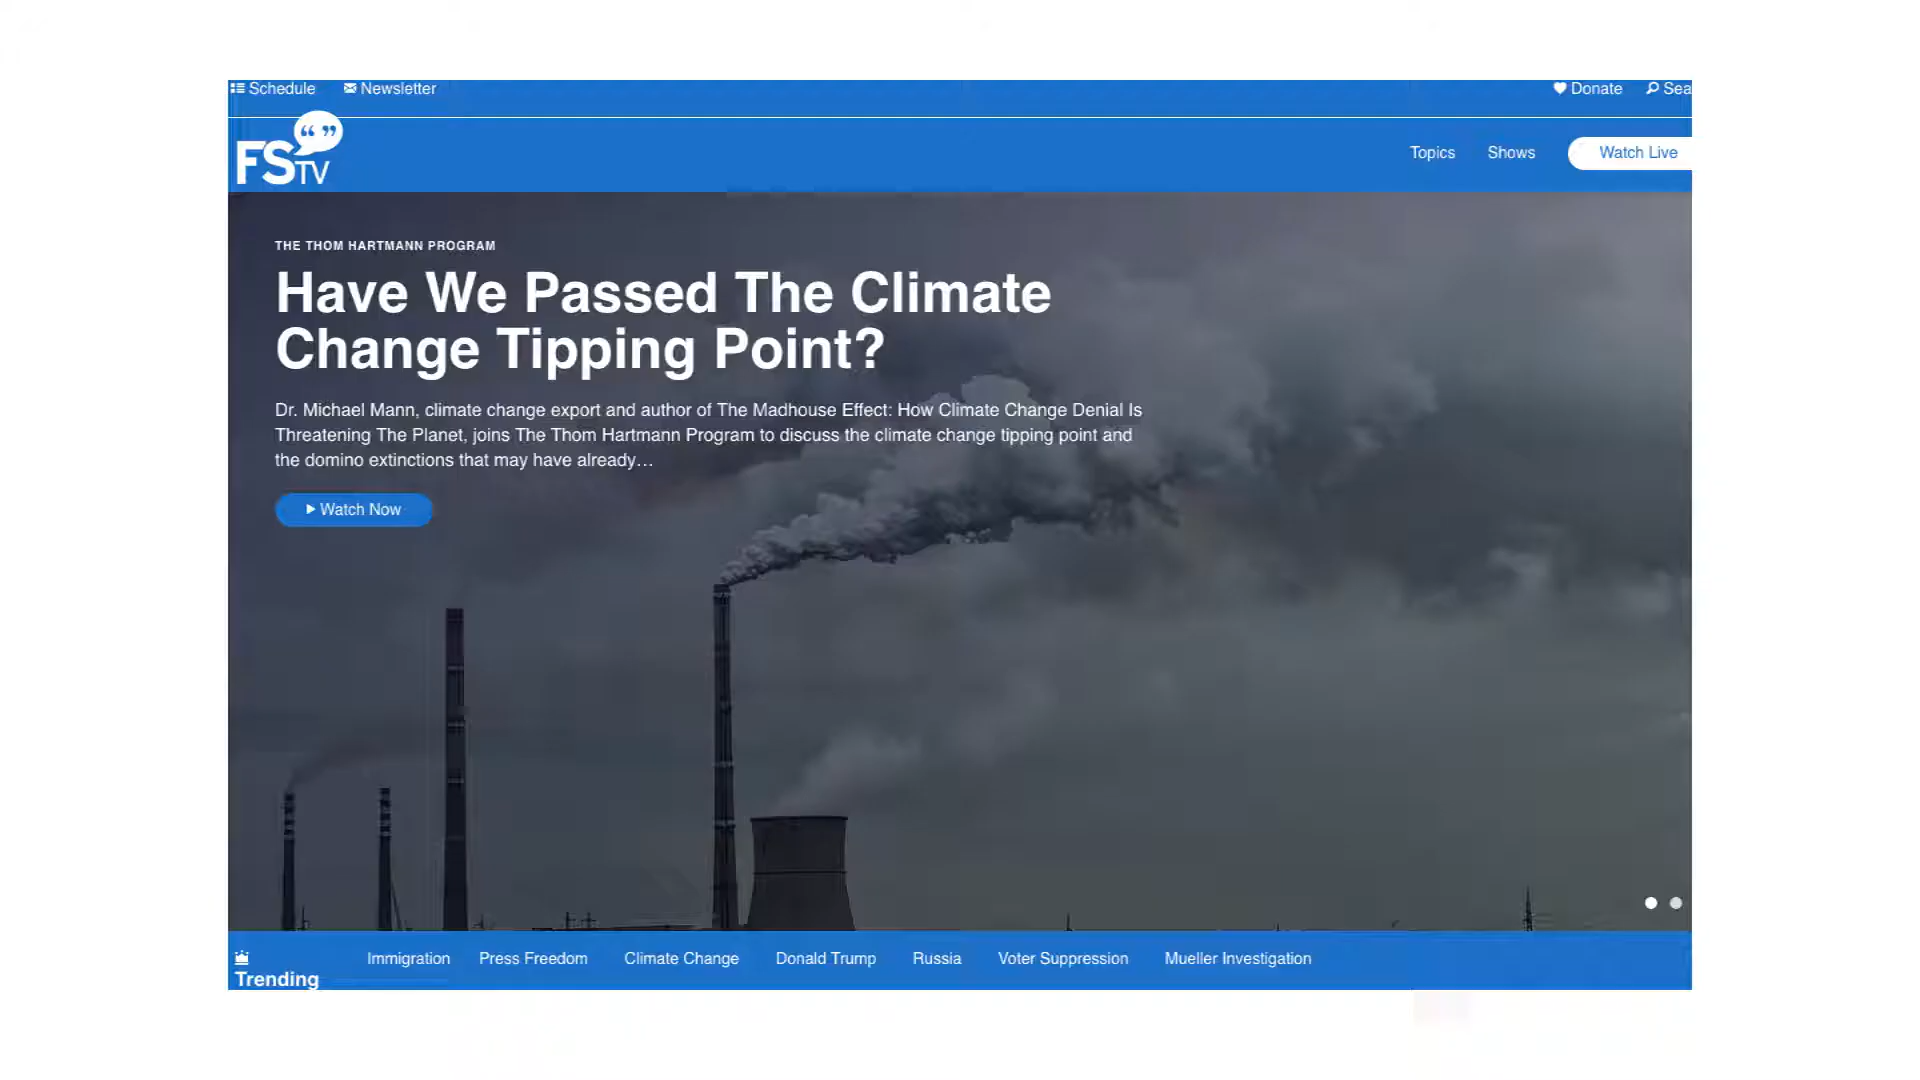 Schedule Newsletter Donate Sea
FSTV
Topics Shows Watch Live
THE THOM HARTMANN PROGRAM
Have We Passed The Climate
Change Tipping Point?
Dr. Michael Mann, climate change export and author of The Madhouse Effect: How Climate Change Denial Is
Threatening The Planet, joins The Thom Hartmann Program to discuss the climate change tipping point and
the domino extinctions that may have already…
Watch Now
Trending Immigration Press Freedom Climate Change Donald Trump Russia Voter Suppression Mueller Investigation